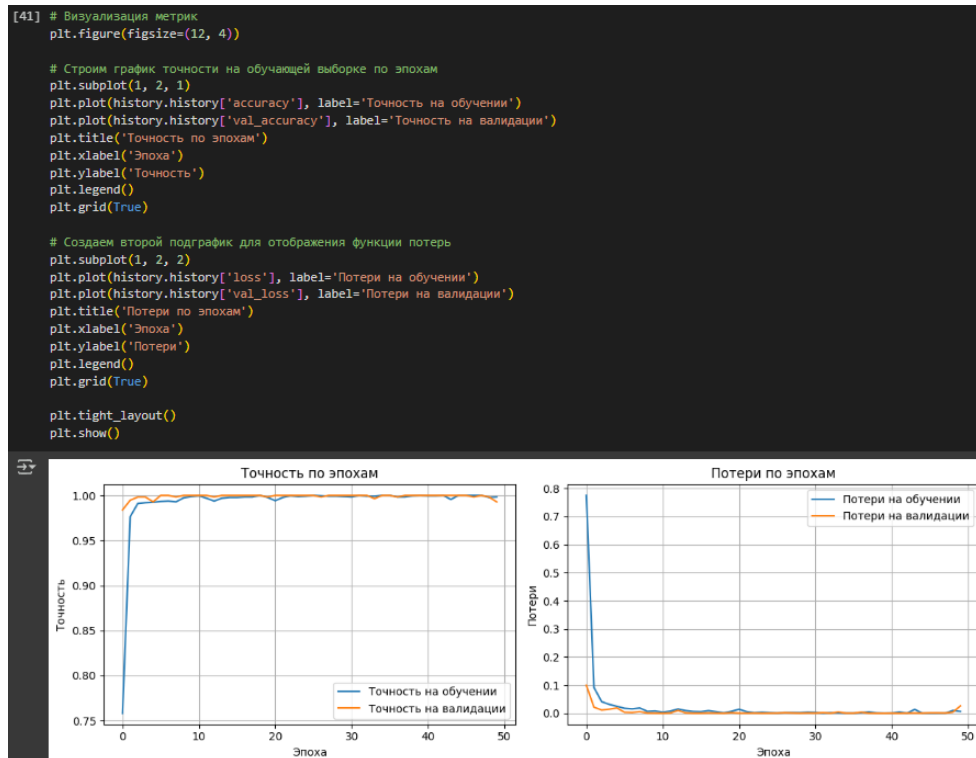 [41] # Визуализация метрик
plt.figure(figsize=(12, 4))
# Строим график точности на обучающей выборке по эпохам
plt.subplot(1, 2, 1)
plt.plot(history.history['accuracy'], label='Точность на обучении')
plt.plot(history.history['val_accuracy'], label='Точность на валидации')
plt.title('Точность по эпохам')
plt.xlabel('Эпоха')
plt.ylabel('Точность')
plt.legend()
plt.grid(True)
# Создаем второй подграфик для отображения функции потерь
plt.subplot(1, 2, 2)
plt.plot(history.history['loss'], label='Потери на обучении')
plt.plot(history.history['val_loss'], label='Потери на валидации')
plt.title('Потери по эпохам')
plt.xlabel('Эпоха')
plt.ylabel('Потери')
plt.legend()
plt.grid(True)
plt.tight_layout()
plt.show()
Точность по эпохам
1.00
0.95
0.90
0.85
0.80
0.75
Точность
Точность на обучении
Точность на валидации
0 10 20 30 40 50
Эпоха
Потери по эпохам
0.8
0.7
0.6
0.5
0.4
0.3
0.2
0.1
0.0
Потери
Потери на обучении
Потери на валидации
0 10 20 30 40 50
Эпоха